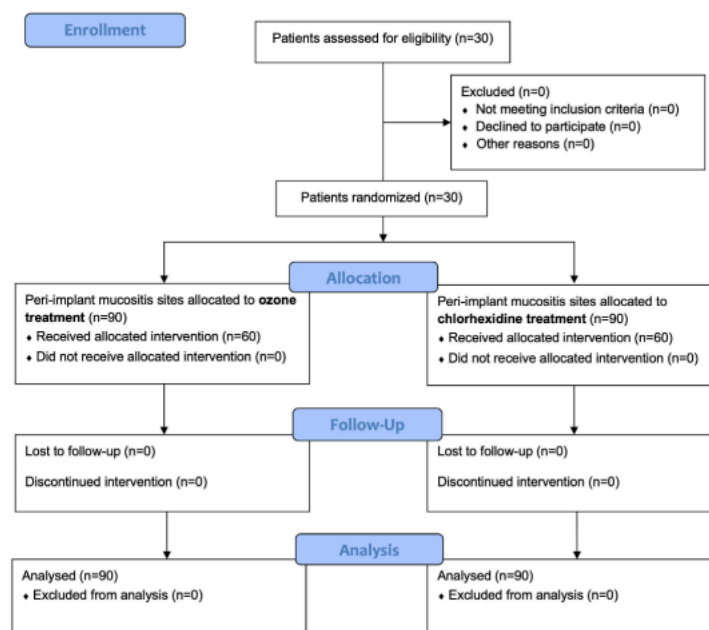 Enrollment
Patients assessed for eligibility (n=30)
Excluded (n=0)
♦ Not meeting inclusion criteria (n=0)
♦ Declined to participate (n=0)
♦ Other reasons (n=0)
Patients randomized (n=30)
Allocation
Peri-implant mucositis sites allocated to ozone
treatment (n=90)
♦ Received allocated intervention (n=60)
♦ Did not receive allocated intervention (n=0)
Peri-implant mucositis sites allocated to
chlorhexidine treatment (n=90)
♦ Received allocated intervention (n=60)
♦ Did not receive allocated intervention (n=0)
Follow-Up
Lost to follow-up (n=0)
Discontinued intervention (n=0)
Lost to follow-up (n=0)
Discontinued intervention (n=0)
Analysis
Analysed (n=90)
♦ Excluded from analysis (n=0)
Analysed (n=90)
♦ Excluded from analysis (n=0)